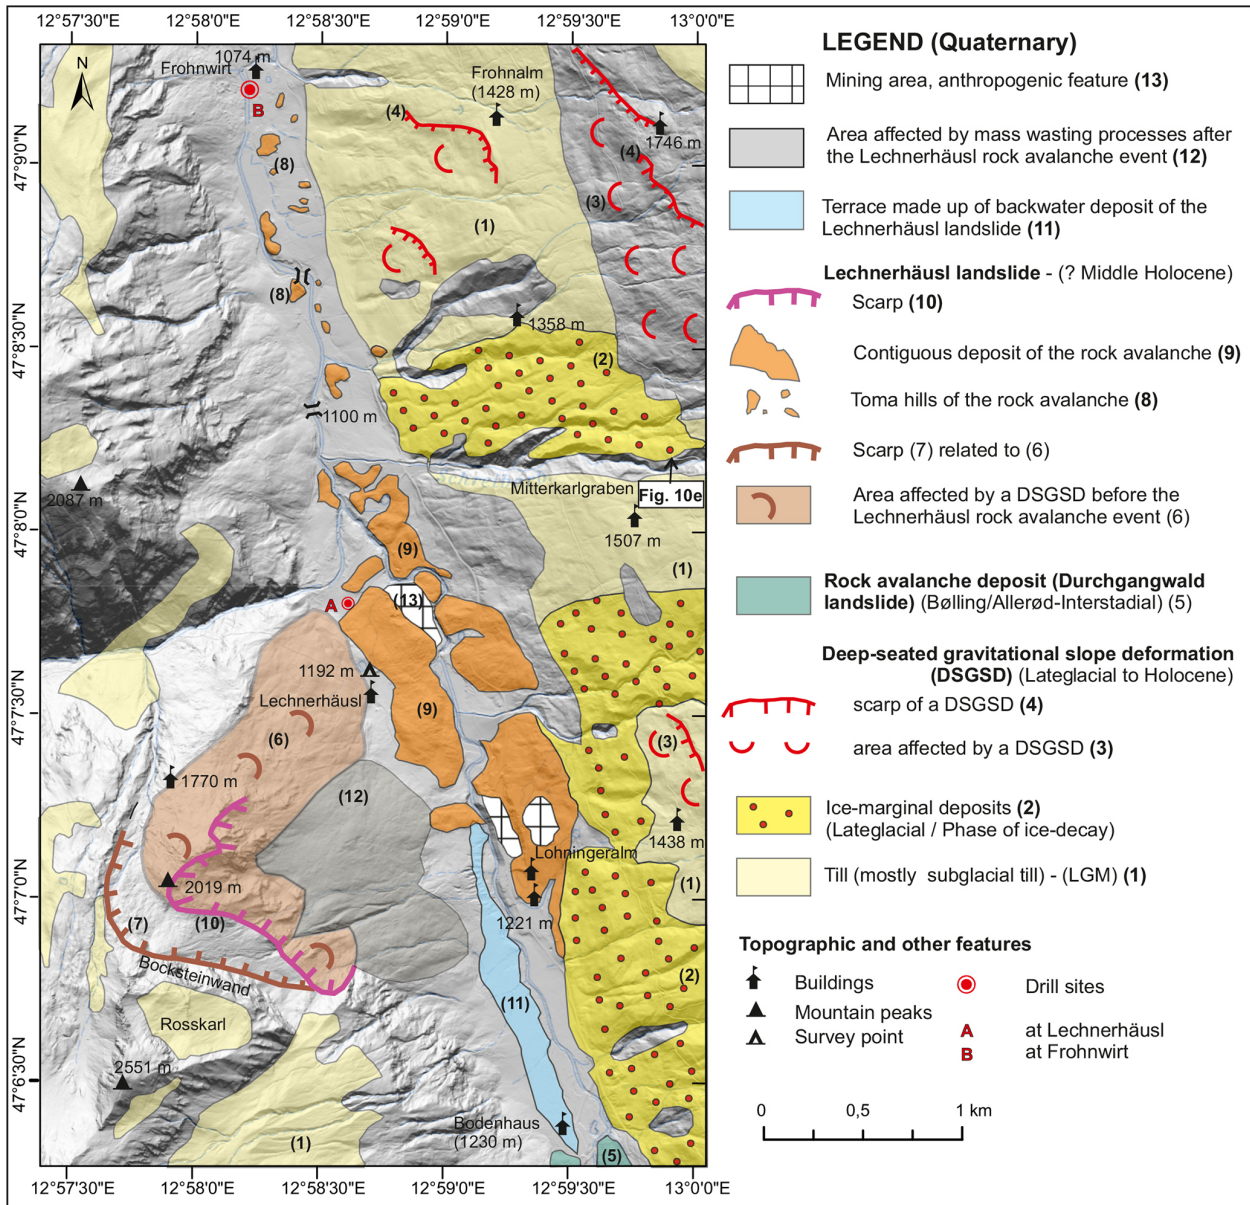 12°57'30"E 12°58'0"E 12°58'30"E 12°59'0"E 12°59'30"E 13°0'0"E
47°9'0"N
47°8'30"N
47°8'0"N
47°7'30"N
47°7'0"N
47°6'30"N
N
1074 m
Frohnwirt
B
(8)
(8)
Frohnalm
(1428 m)
(4)
(1)
1746 m
(4)
(3)
1358 m
(2)
1100 m
2087 m
Mitterkarlgraben
Fig. 10e
1507 m
(1)
(9)
A
(13)
1192 m
Lechnerhäusl
(9)
(6)
(3)
1770 m
(12)
1438 m
Lohningeralm
(1)
2019 m
(7)
(10)
1221 m
Bocksteinwand
(2)
(11)
Rosskarl
2551 m
Bodenhaus
(1230 m)
(1)
(5)
12°57'30"E 12°58'0"E 12°58'30"E 12°59'0"E 12°59'30"E 13°0'0"E
LEGEND (Quaternary)
Mining area, anthropogenic feature (13)
Area affected by mass wasting processes after
the Lechnerhäusl rock avalanche event (12)
Terrace made up of backwater deposit of the
Lechnerhäusl landslide (11)
Lechnerhäusl landslide - (? Middle Holocene)
Scarp (10)
Contiguous deposit of the rock avalanche (9)
Toma hills of the rock avalanche (8)
Scarp (7) related to (6)
Area affected by a DSGSD before the
Lechnerhäusl rock avalanche event (6)
Rock avalanche deposit (Durchgangwald
landslide) (Bølling/Allerød-Interstadial) (5)
Deep-seated gravitational slope deformation
(DSGSD) (Lateglacial to Holocene)
scarp of a DSGSD (4)
area affected by a DSGSD (3)
Ice-marginal deposits (2)
(Lateglacial / Phase of ice-decay)
Till (mostly subglacial till) - (LGM) (1)
Topographic and other features
Buildings
Mountain peaks
Survey point
Drill sites
A at Lechnerhäusl
B at Frohnwirt
0 0,5 1 km